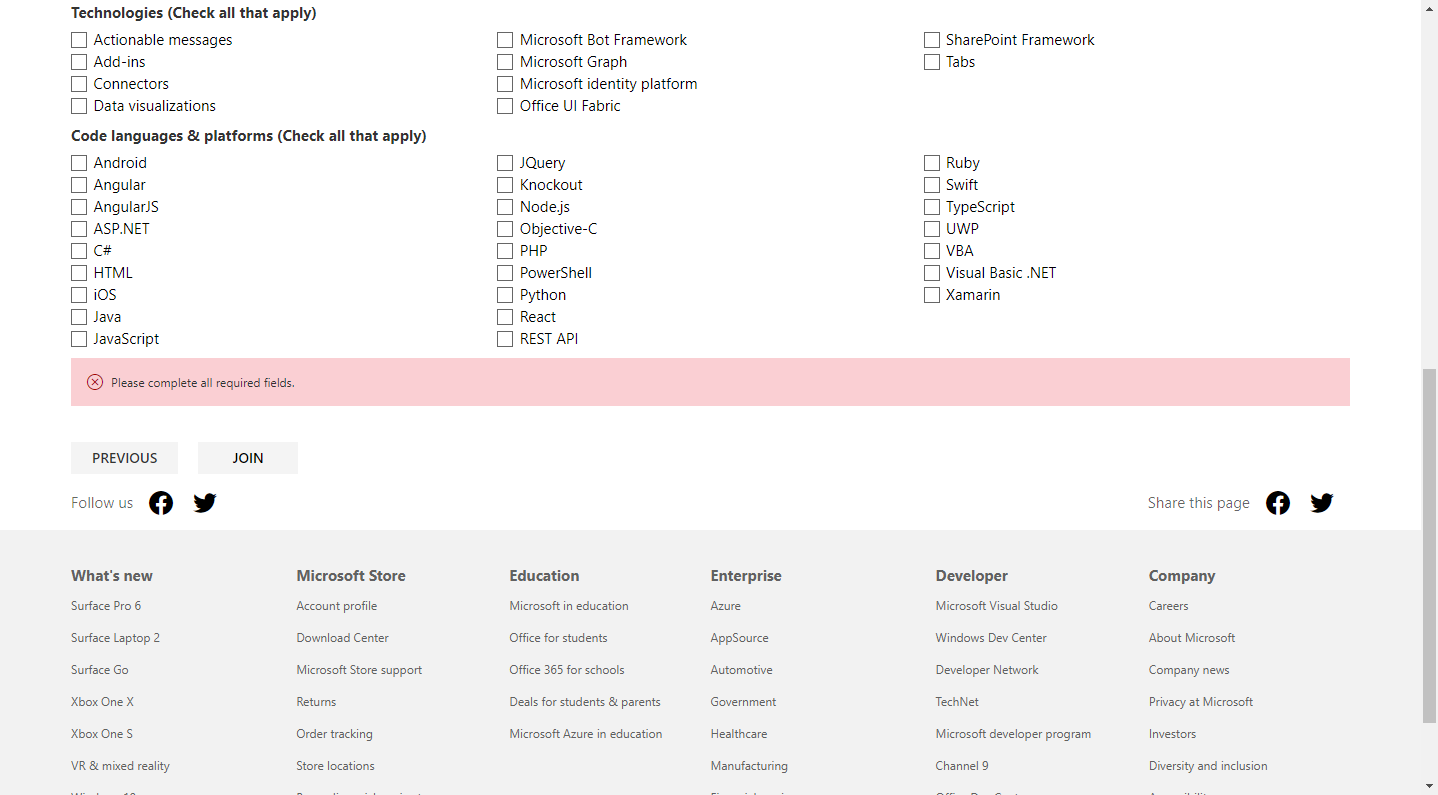 Technologies (Check all that apply)
Actionable messages
Add-ins
Connectors
Data visualizations
Microsoft Bot Framework
Microsoft Graph
Microsoft identity platform
Office UI Fabric
SharePoint Framework
Tabs
Code languages & platforms (Check all that apply)
Android
Angular
AngularJS
ASP.NET
C#
HTML
iOS
Java
JavaScript
JQuery
Knockout
Node.js
Objective-C
PHP
PowerShell
Python
React
REST API
Ruby
Swift
TypeScript
UWP
VBA
Visual Basic .NET
Xamarin
Please complete all required fields.
PREVIOUS
JOIN
Follow us
Share this page
What's new
Surface Pro 6
Surface Laptop 2
Surface Go
Xbox One X
Xbox One S
VR & mixed reality
Microsoft Store
Account profile
Download Center
Microsoft Store support
Returns
Order tracking
Store locations
Education
Microsoft in education
Office for students
Office 365 for schools
Deals for students & parents
Microsoft Azure in education
Enterprise
Azure
AppSource
Automotive
Government
Healthcare
Manufacturing
Developer
Microsoft Visual Studio
Windows Dev Center
Developer Network
TechNet
Microsoft developer program
Channel 9
Company
Careers
About Microsoft
Company news
Privacy at Microsoft
Investors
Diversity and inclusion